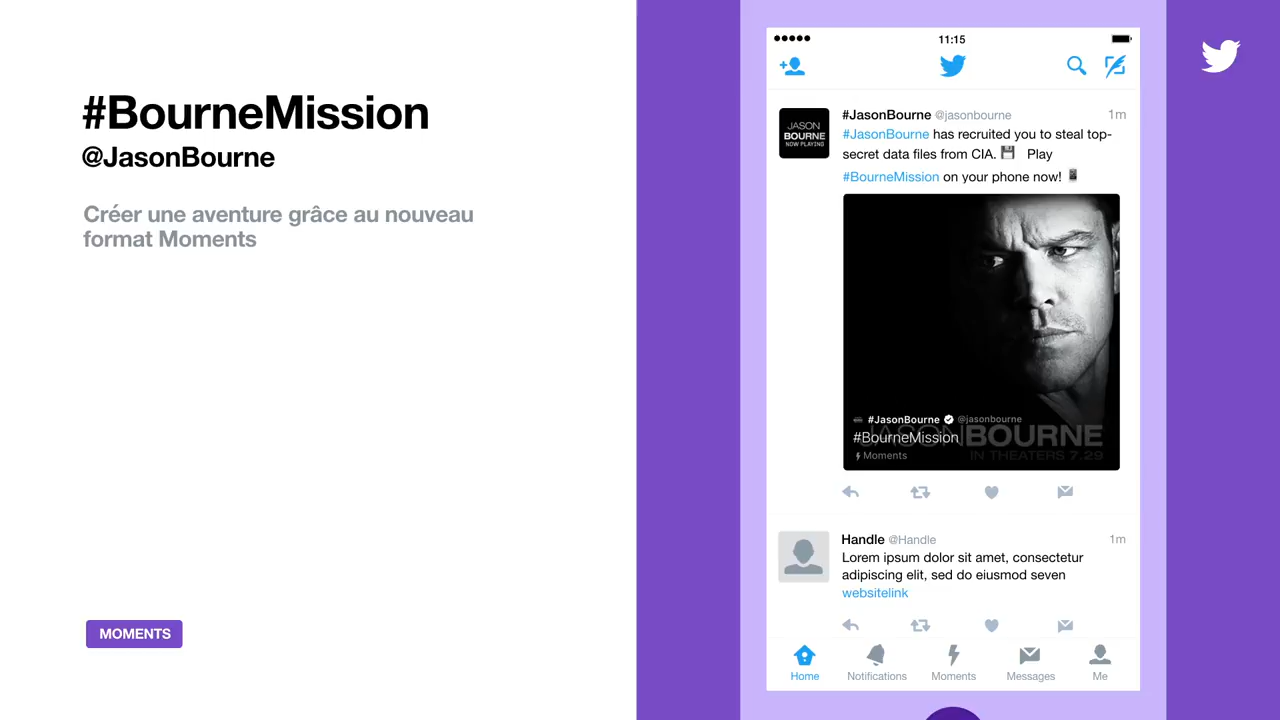 #BourneMission
@JasonBourne
Créer une aventure grâce au nouveau
format Moments
MOMENTS
11:15
JASON
BOURNE
NOW PLAYING
#JasonBourne @jasonbourne 1m
#JasonBourne has recruited you to steal top-
secret data files from CIA. 💾 Play
#BourneMission on your phone now! 📱
#JasonBourne @jasonbourne
JASON BOURNE
#BourneMission
IN THEATERS 7.29
Moments
Handle @Handle 1m
Lorem ipsum dolor sit amet, consectetur
adipiscing elit, sed do eiusmod seven
websitelink
Home Notifications Moments Messages Me